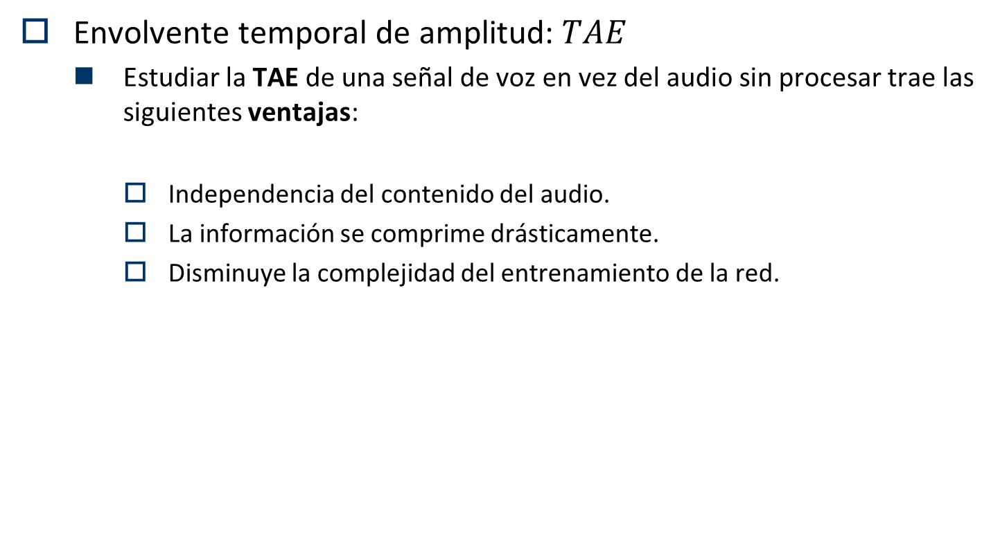 Envolvente temporal de amplitud: TAE
Estudiar la TAE de una señal de voz en vez del audio sin procesar trae las
siguientes ventajas:
Independencia del contenido del audio.
La información se comprime drásticamente.
Disminuye la complejidad del entrenamiento de la red.